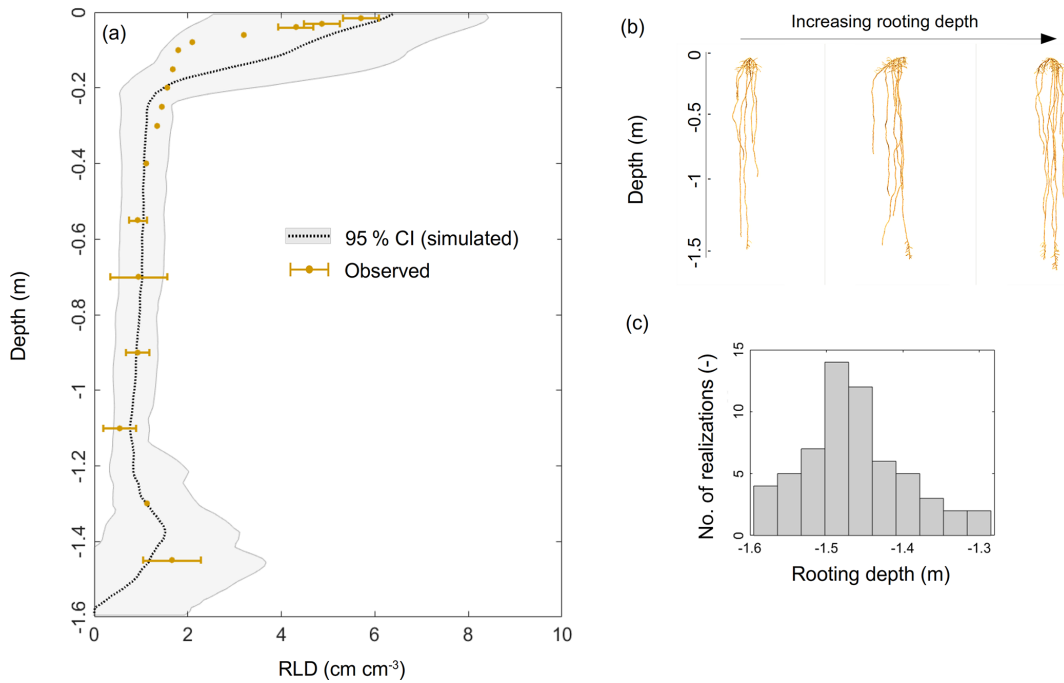 (a)
0
-0.2
-0.4
-0.6
-0.8
-1
-1.2
-1.4
-1.6
Depth (m)
95 % CI (simulated)
Observed
0 2 4 6 8 10
RLD (cm cm⁻³)
(b)
Increasing rooting depth
0
-0.5
-1
-1.5
Depth (m)
(c)
15
10
5
0
No. of realizations (-)
-1.6 -1.5 -1.4 -1.3
Rooting depth (m)